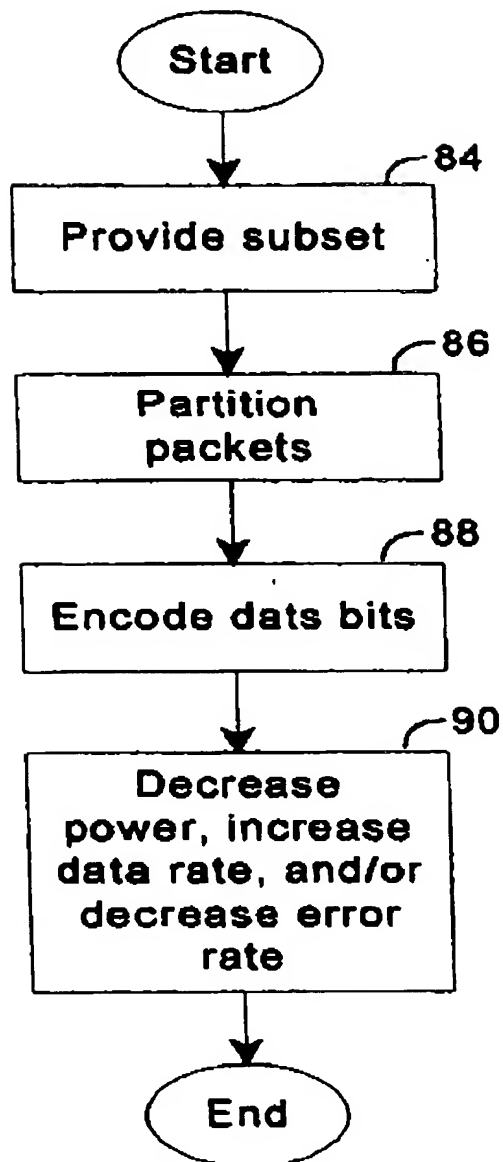 Start
84
Provide subset
86
Partition
packets
88
Encode dats bits
90
Decrease
power, increase
data rate, and/or
decrease error
rate
End